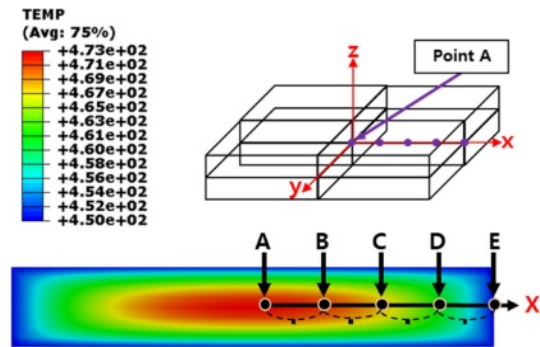 TEMP
(Avg: 75%)
+4.73e+02
+4.71e+02
+4.69e+02
+4.67e+02
+4.65e+02
+4.63e+02
+4.61e+02
+4.60e+02
+4.58e+02
+4.56e+02
+4.54e+02
+4.52e+02
+4.50e+02
Point A
z
x
y
A B C D E
X